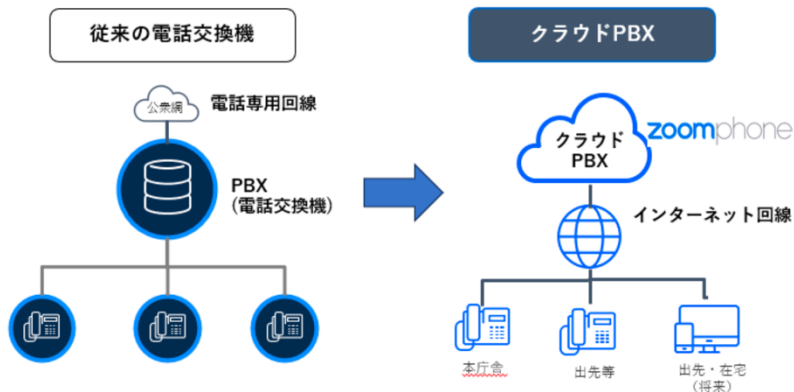 従来の電話交換機
クラウドPBX
公衆網
電話専用回線
PBX
(電話交換機)
クラウド
PBX
zoomphone
インターネット回線
本庁舎
出先等
出先・在宅
（将来）